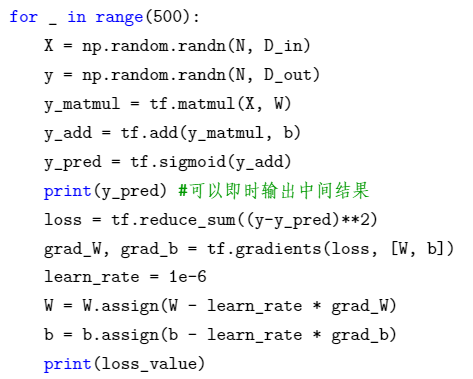 for _ in range(500):
    X = np.random.randn(N, D_in)
    y = np.random.randn(N, D_out)
    y_matmul = tf.matmul(X, W)
    y_add = tf.add(y_matmul, b)
    y_pred = tf.sigmoid(y_add)
    print(y_pred) #可以即时输出中间结果
    loss = tf.reduce_sum((y-y_pred)**2)
    grad_W, grad_b = tf.gradients(loss, [W, b])
    learn_rate = 1e-6
    W = W.assign(W - learn_rate * grad_W)
    b = b.assign(b - learn_rate * grad_b)
    print(loss_value)